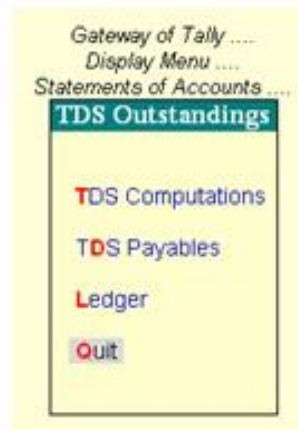 Gateway of Tally ....
Display Menu ....
Statements of Accounts ....
TDS Outstandings
TDS Computations
TDS Payables
Ledger
Quit